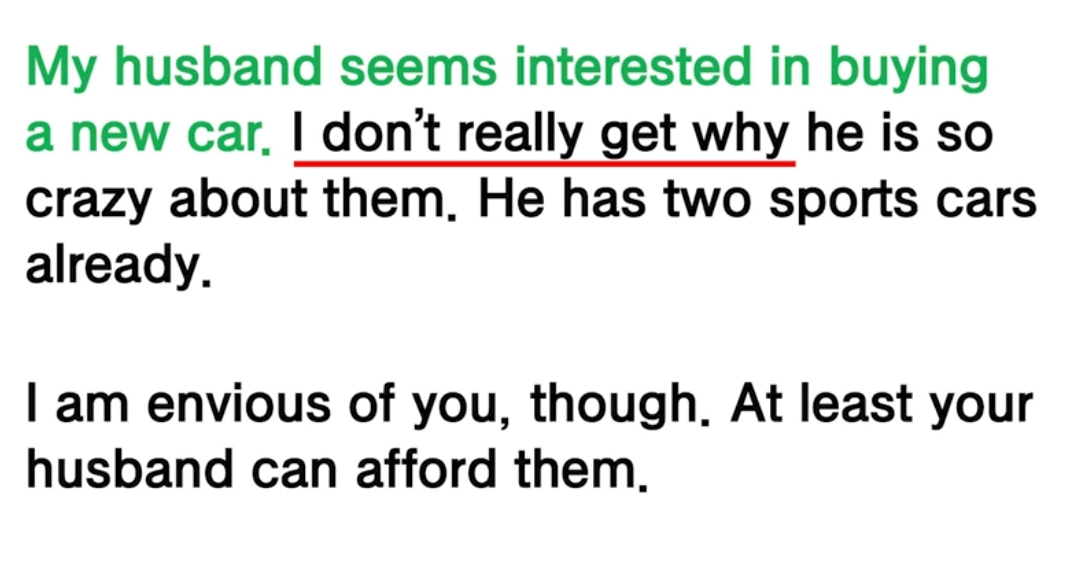 My husband seems interested in buying
a new car. I don't really get why he is so
crazy about them. He has two sports cars
already.
I am envious of you, though. At least your
husband can afford them.